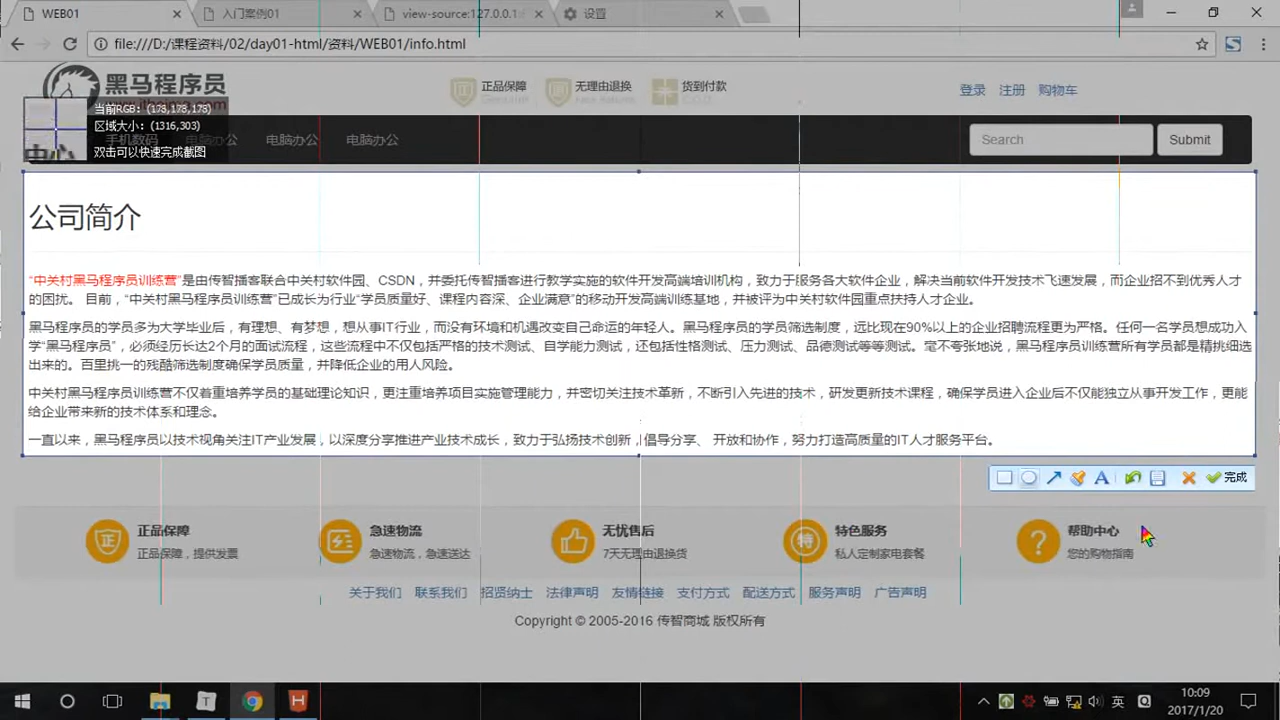 WEB01
入门案例01
view-source:127.0.0.1:
设置
file:///D:/课程资料/02/day01-html/资料/WEB01/info.html
黑马程序员
正品保障
无理由退换
货到付款
登录 注册 购物车
当前RGB：(178,178,178)
区域大小：(1316,303)
双击可以快速完成截图
手机数码 电脑办公 电脑办公 电脑办公
Search
Submit
公司简介
“中关村黑马程序员训练营”是由传智播客联合中关村软件园、CSDN，并委托传智播客进行教学实施的软件开发高端培训机构，致力于服务各大软件企业，解决当前软件开发技术飞速发展，而企业招不到优秀人才
的困扰。 目前，“中关村黑马程序员训练营”已成长为行业“学员质量好、课程内容深、企业满意”的移动开发高端训练基地，并被评为中关村软件园重点扶持人才企业。
黑马程序员的学员多为大学毕业后，有理想、有梦想，想从事IT行业，而没有环境和机遇改变自己命运的年轻人。黑马程序员的学员筛选制度，远比现在90%以上的企业招聘流程更为严格。任何一名学员想成功入
学“黑马程序员”，必须经历长达2个月的面试流程，这些流程中不仅包括严格的技术测试、自学能力测试，还包括性格测试、压力测试、品德测试等等测试。毫不夸张地说，黑马程序员训练营所有学员都是精挑细选
出来的。百里挑一的残酷筛选制度确保学员质量，并降低企业的用人风险。
中关村黑马程序员训练营不仅着重培养学员的基础理论知识，更注重培养项目实施管理能力，并密切关注技术革新，不断引入先进的技术，研发更新技术课程，确保学员进入企业后不仅能独立从事开发工作，更能
给企业带来新的技术体系和理念。
一直以来，黑马程序员以技术视角关注IT产业发展，以深度分享推进产业技术成长，致力于弘扬技术创新，倡导分享、 开放和协作，努力打造高质量的IT人才服务平台。
完成
正品保障
正品保障，提供发票
急速物流
急速物流，急速送达
无忧售后
7天无理由退换货
特色服务
私人定制家电套餐
帮助中心
您的购物指南
关于我们 联系我们 招贤纳士 法律声明 友情链接 支付方式 配送方式 服务声明 广告声明
Copyright © 2005-2016 传智商城 版权所有
英
10:09
2017/1/20